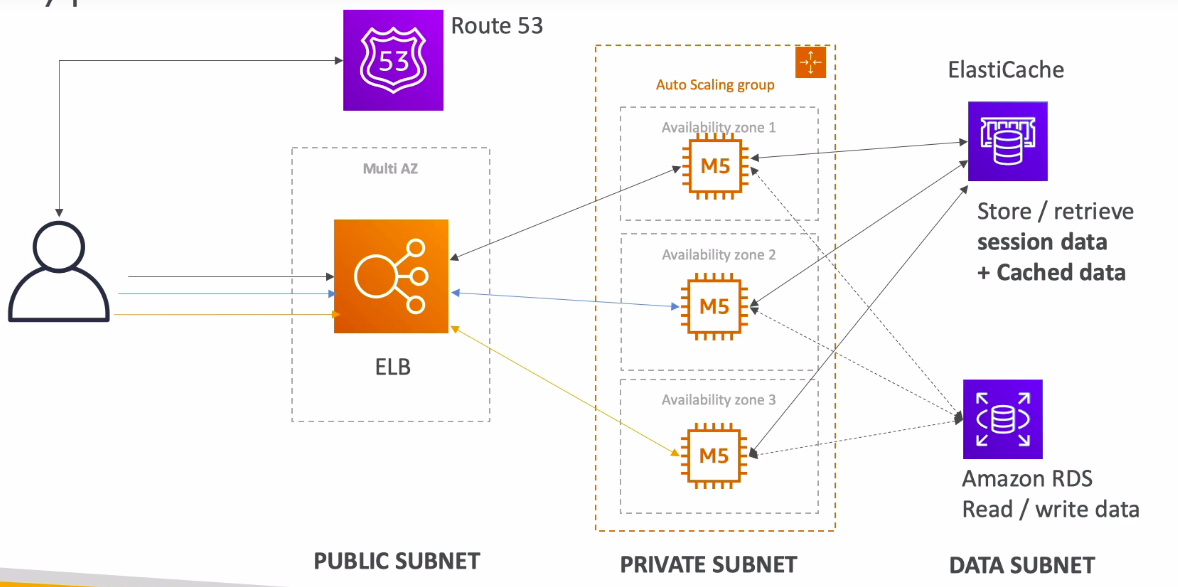 Route 53
53
Auto Scaling group
ElastiCache
Availability zone 1
M5
Multi AZ
Store / retrieve
session data
+ Cached data
Availability zone 2
M5
ELB
Availability zone 3
M5
Amazon RDS
Read / write data
PUBLIC SUBNET
PRIVATE SUBNET
DATA SUBNET